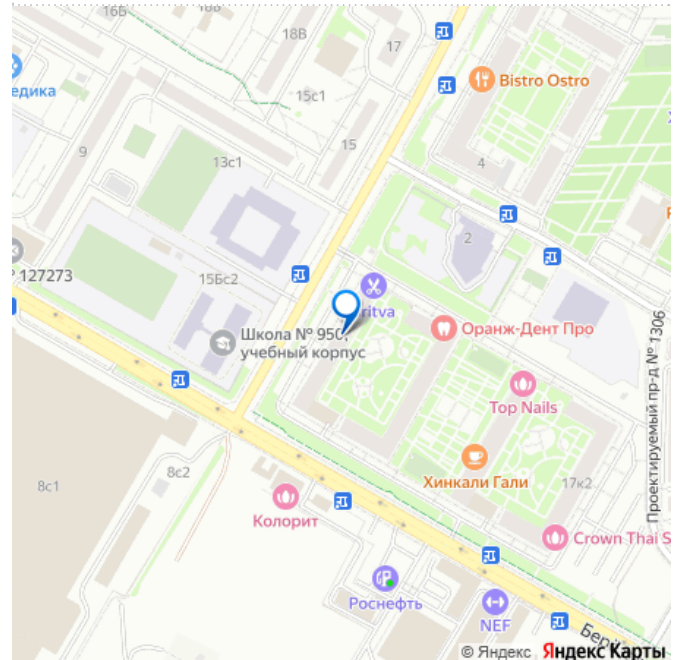 16В
16Б
18В
17
едика
15с1
Bistro Ostro
15
9
13с1
4
2
° 127273
15Бс2
ritva
Оранж-Дент Про
Школа № 950,
учебный корпус
Top Nails
Проектируемый пр-д № 1306
Хинкали Гали
17к2
8с1
8с2
Колорит
Crown Thai S
Роснефть
NEF
Бер
© Яндекс Яндекс Карты